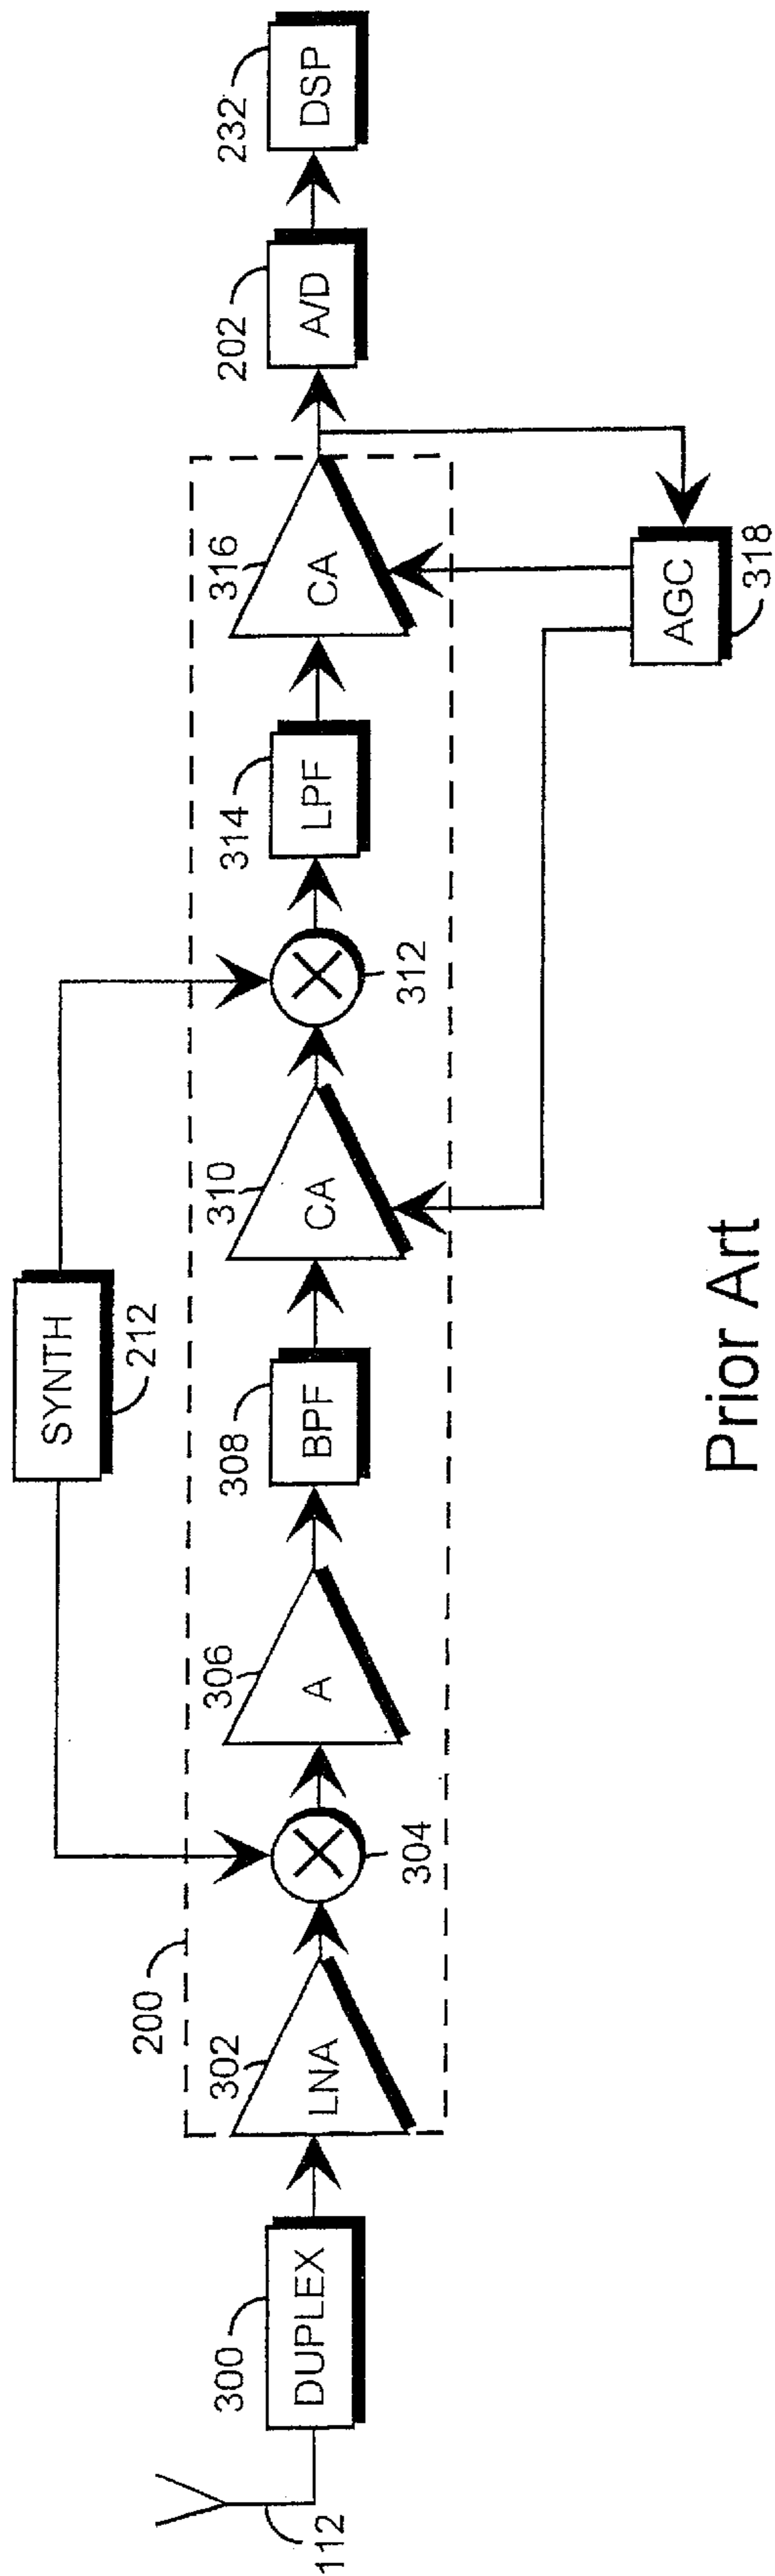 SYNTH
212
200
112
300
DUPLEX
302
LNA
304
306
A
308
BPF
310
CA
312
314
LPF
316
CA
202
A/D
232
DSP
AGC
318
Prior Art